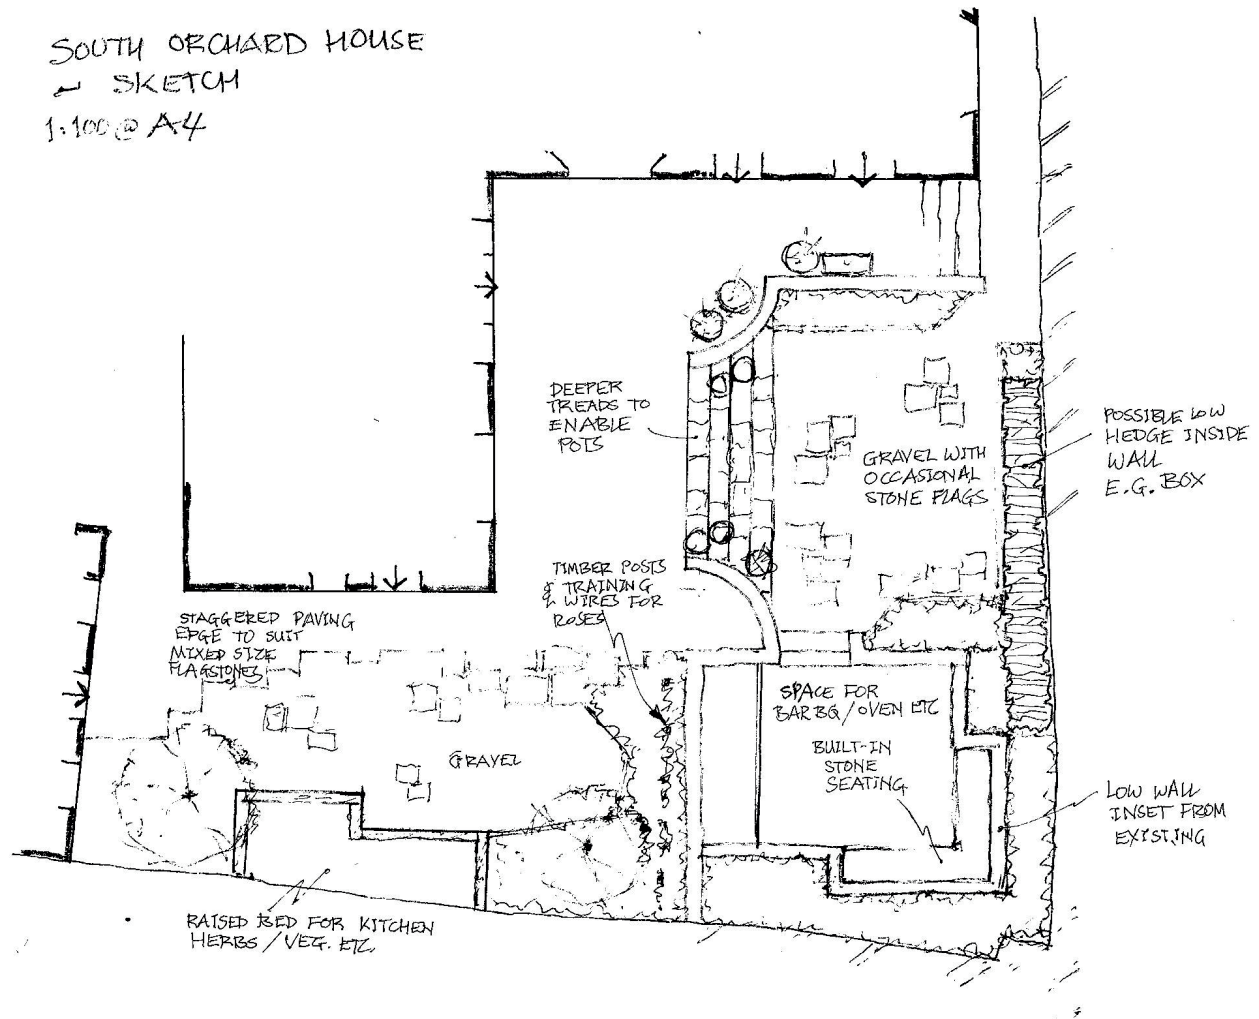 SOUTH ORCHARD HOUSE
~ SKETCH
1:100 @ A4
DEEPER
TREADS TO
ENABLE
POTS
GRAVEL WITH
OCCASIONAL
STONE FLAGS
POSSIBLE LOW
HEDGE INSIDE
WALL
E.G. BOX
TIMBER POSTS
& TRAINING
& WIRES FOR
ROSES
STAGGERED PAVING
EDGE TO SUIT
MIXED SIZE
FLAGSTONES
SPACE FOR
BARBQ/OVEN ETC
BUILT-IN
STONE
SEATING
GRAVEL
LOW WALL
INSET FROM
EXISTING
RAISED BED FOR KITCHEN
HERBS/VEG. ETC.